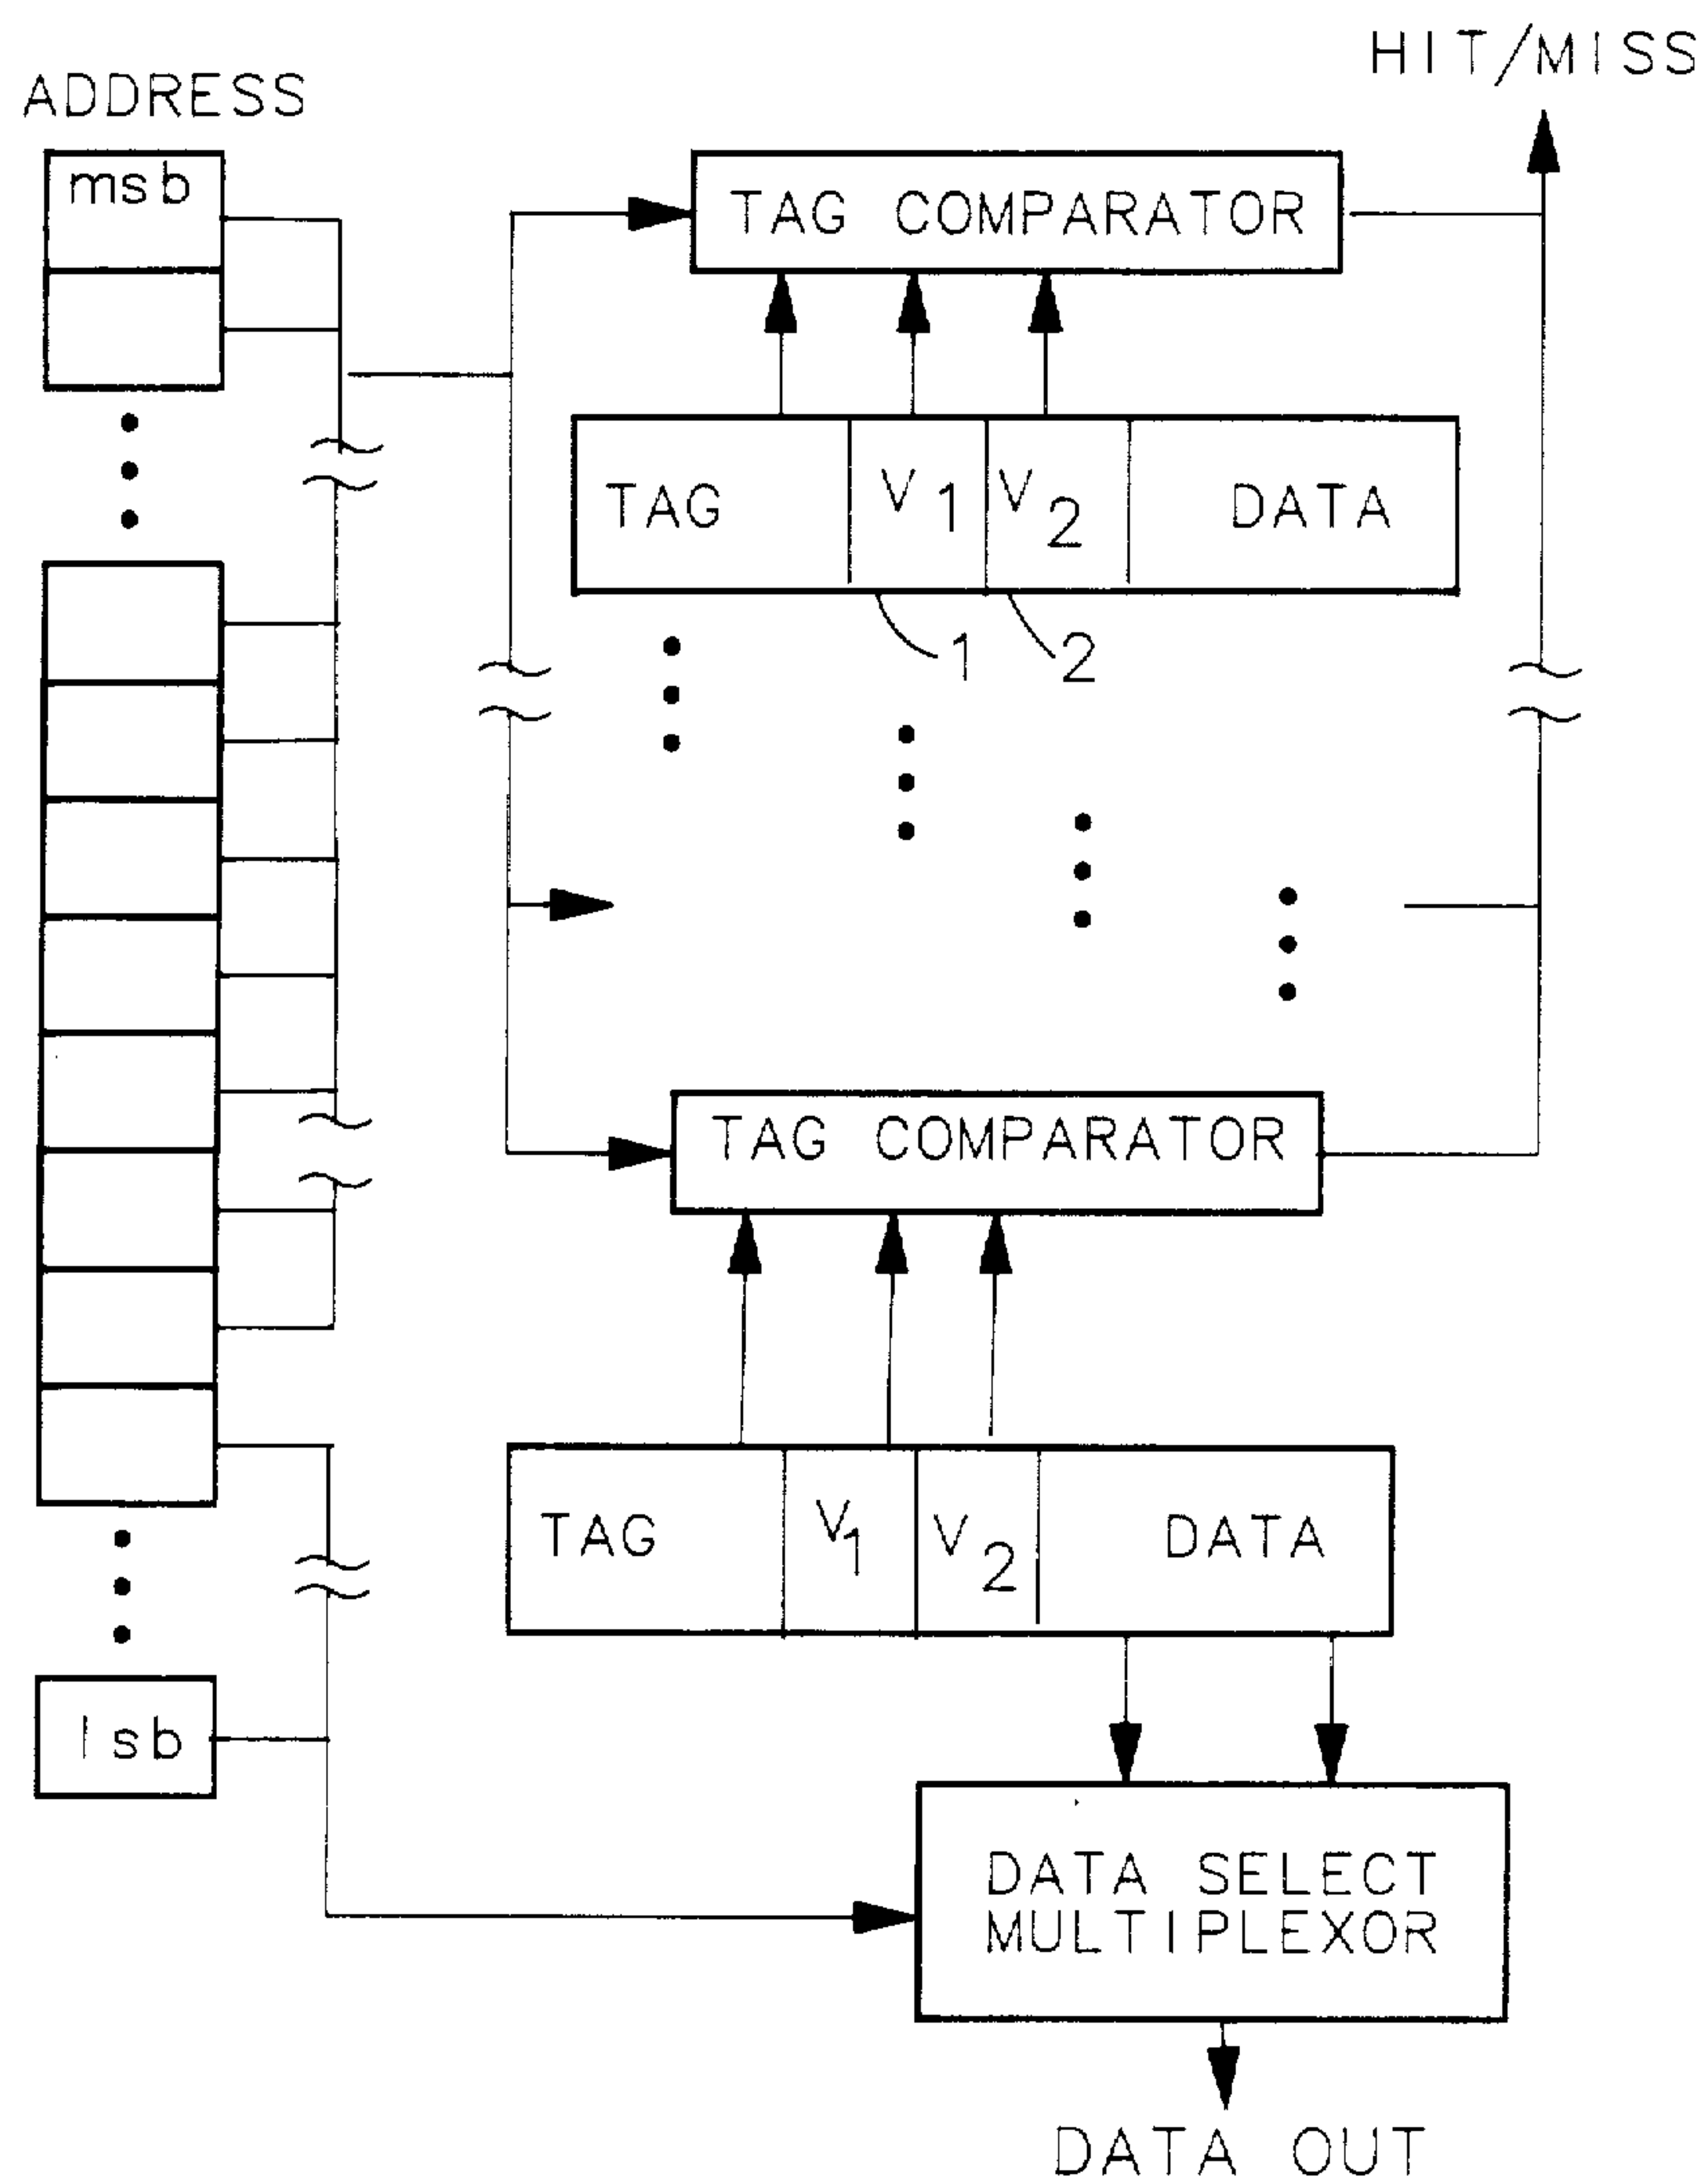 HIT/MISS
ADDRESS
msb
TAG COMPARATOR
TAG V1 V2 DATA
1 2
TAG COMPARATOR
TAG V1 V2 DATA
lsb
DATA SELECT
MULTIPLEXOR
DATA OUT